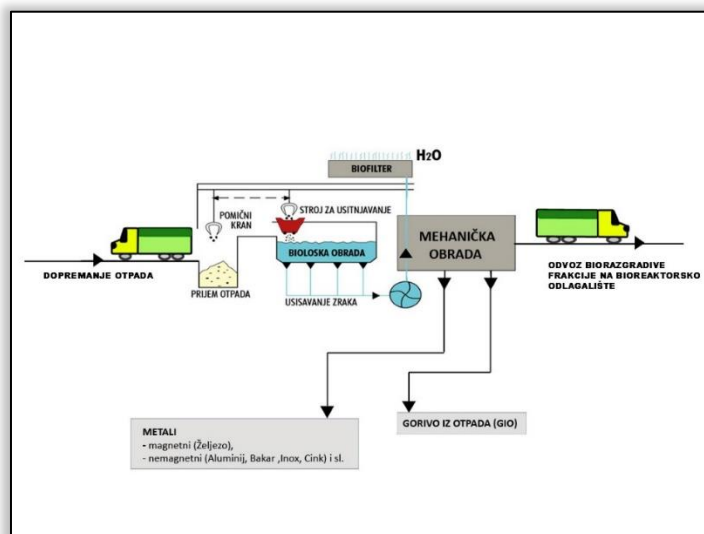 H2O
BIOFILTER
POMIČNI
KRAN
STROJ ZA USITNJAVANJE
MEHANIČKA
OBRADA
BIOLOSKA OBRADA
DOPREMANJE OTPADA
PRIJEM OTPADA
USISAVANJE ZRAKA
ODVOZ BIORAZGRADIVE
FRAKCIJE NA BIOREAKTORSKO
ODLAGALIŠTE
METALI
- magnetni (Željezo),
- nemagnetni (Aluminij, Bakar ,Inox, Cink) i sl.
GORIVO IZ OTPADA (GIO)